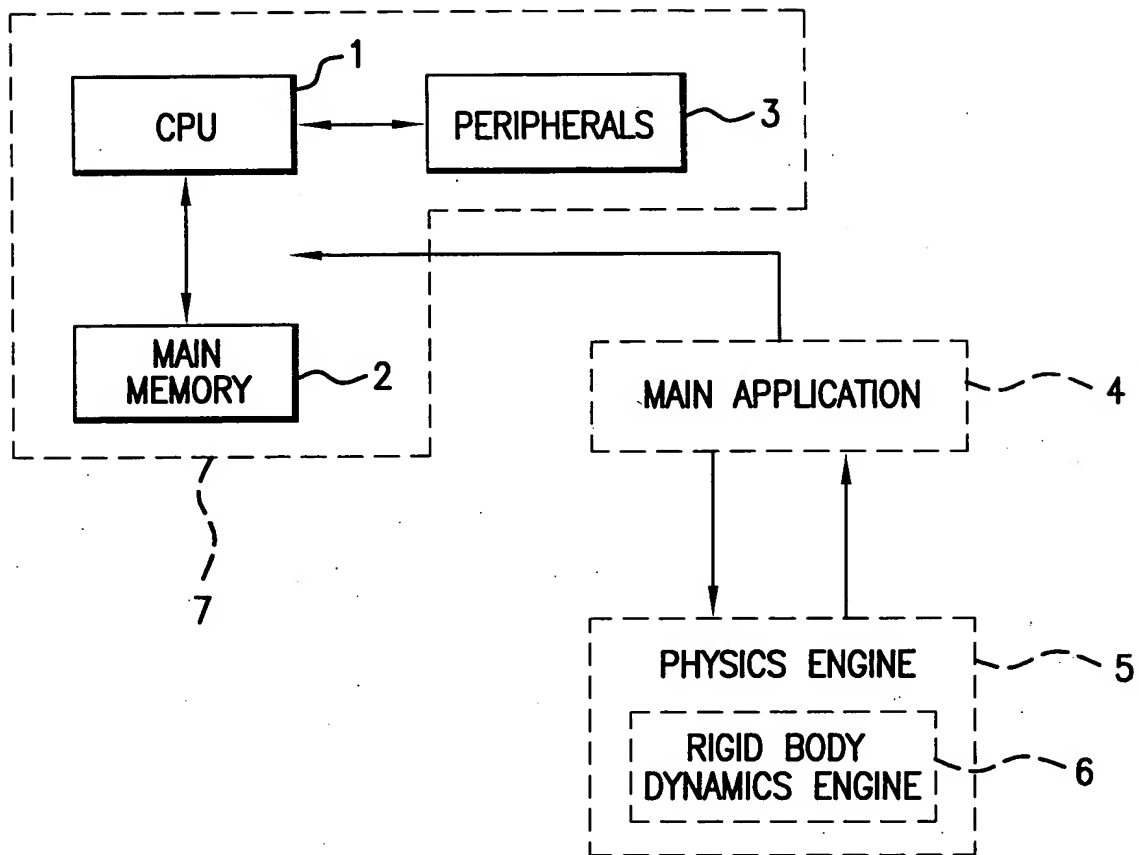 1
CPU
PERIPHERALS
3
MAIN
MEMORY
2
MAIN APPLICATION
4
7
PHYSICS ENGINE
5
RIGID BODY
DYNAMICS ENGINE
6